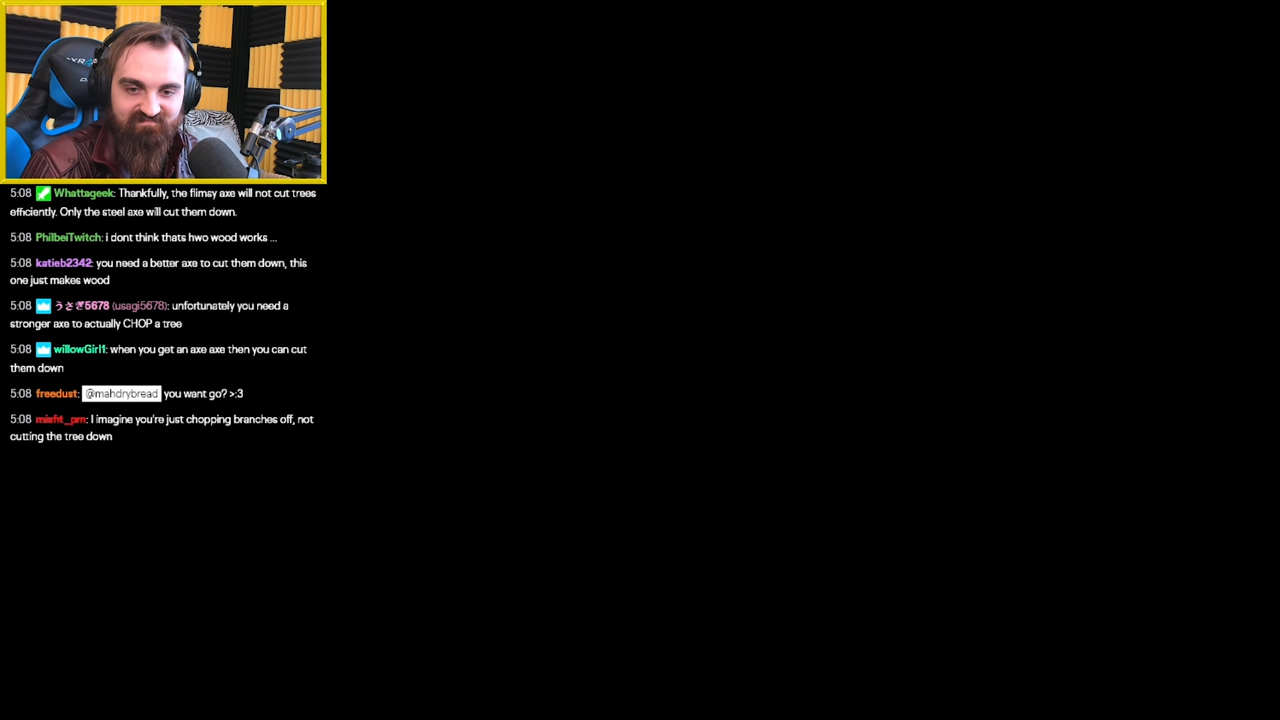 5:08 Whattageek: Thankfully, the flimsy axe will not cut trees
efficiently. Only the steel axe will cut them down.
5:08 PhilbeiTwitch: i dont think thats hwo wood works ...
5:08 katieb2342: you need a better axe to cut them down, this
one just makes wood
5:08 うさぎ5678 (usagi5678): unfortunately you need a
stronger axe to actually CHOP a tree
5:08 willowGirl1: when you get an axe axe then you can cut
them down
5:08 freedust: @mahdrybread you want go? >:3
5:08 misfit_pm: I imagine you're just chopping branches off, not
cutting the tree down